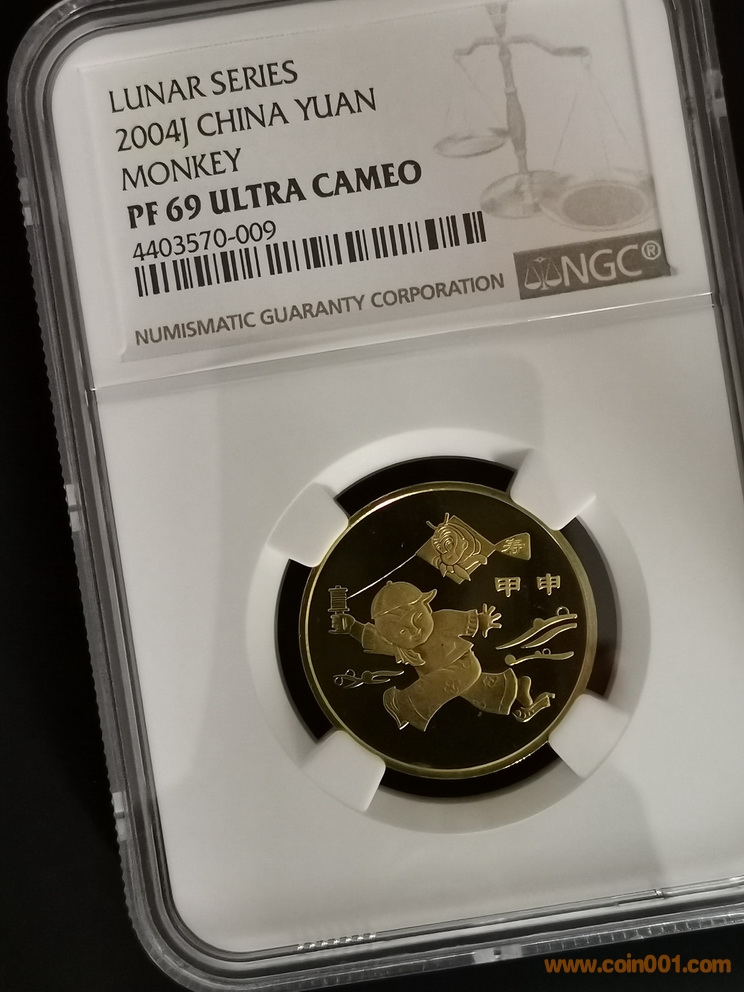 LUNAR SERIES
2004J CHINA YUAN
MONKEY
PF 69 ULTRA CAMEO
4403570-009
NGC®
NUMISMATIC GUARANTY CORPORATION
寿
甲申
www.coin001.com